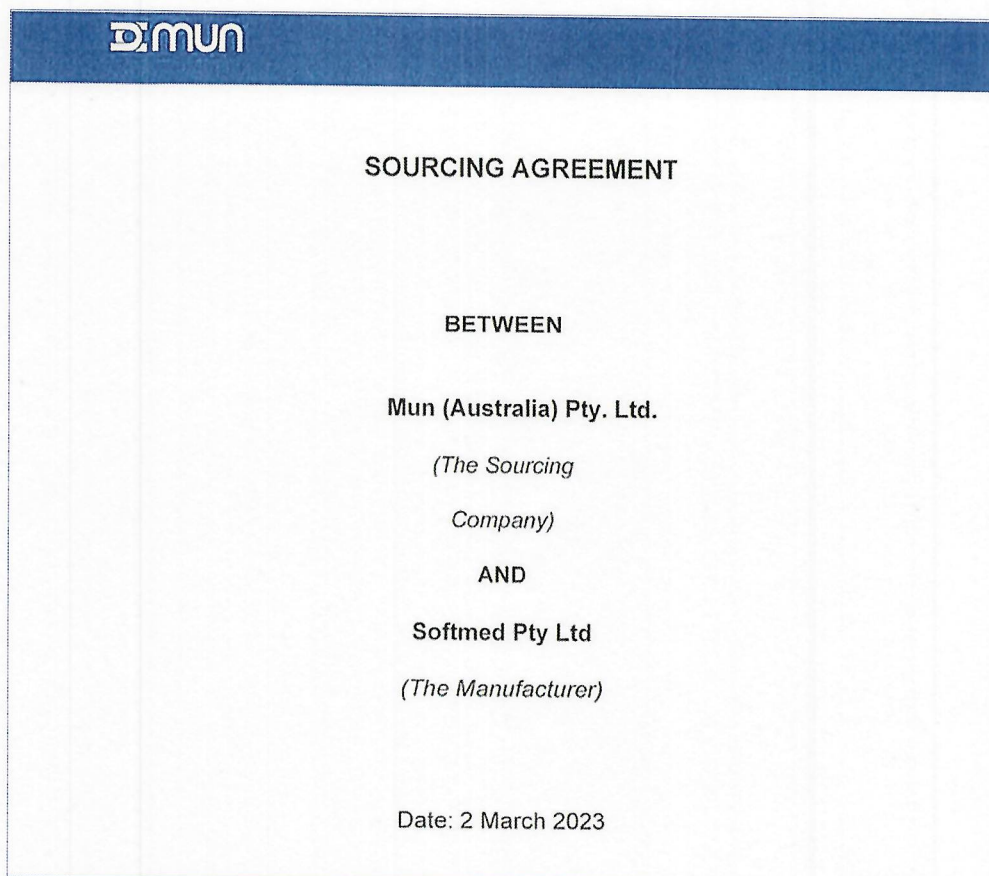 mun
SOURCING AGREEMENT
BETWEEN
Mun (Australia) Pty. Ltd.
(The Sourcing
Company)
AND
Softmed Pty Ltd
(The Manufacturer)
Date: 2 March 2023